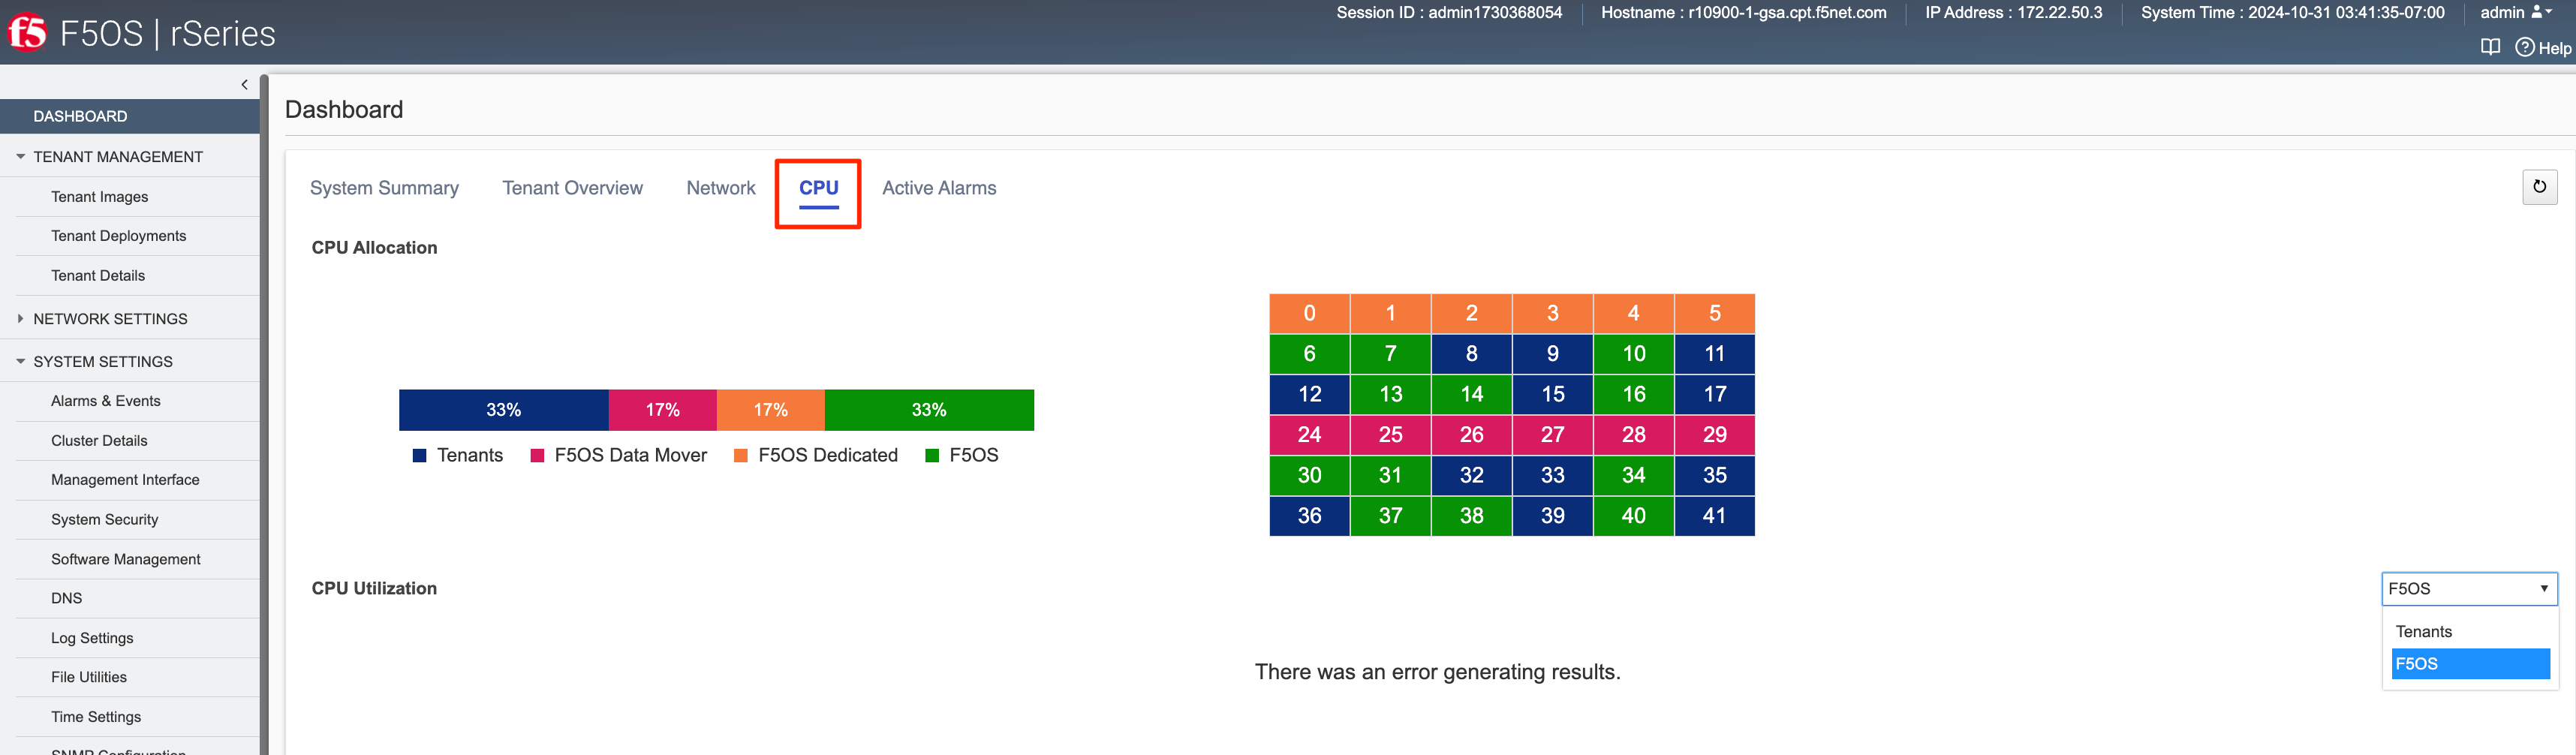 Session ID : admin1730368054 Hostname : r10900-1-gsa.cpt.f5net.com IP Address : 172.22.50.3 System Time : 2024-10-31 03:41:35-07:00 admin
f5 F5OS | rSeries
Help
DASHBOARD
TENANT MANAGEMENT
Tenant Images
Tenant Deployments
Tenant Details
NETWORK SETTINGS
SYSTEM SETTINGS
Alarms & Events
Cluster Details
Management Interface
System Security
Software Management
DNS
Log Settings
File Utilities
Time Settings
SNMP Configuration
Dashboard
System Summary Tenant Overview Network CPU Active Alarms
CPU Allocation
33% 17% 17% 33%
Tenants F5OS Data Mover F5OS Dedicated F5OS
0 1 2 3 4 5
6 7 8 9 10 11
12 13 14 15 16 17
24 25 26 27 28 29
30 31 32 33 34 35
36 37 38 39 40 41
CPU Utilization
F5OS
Tenants
F5OS
There was an error generating results.